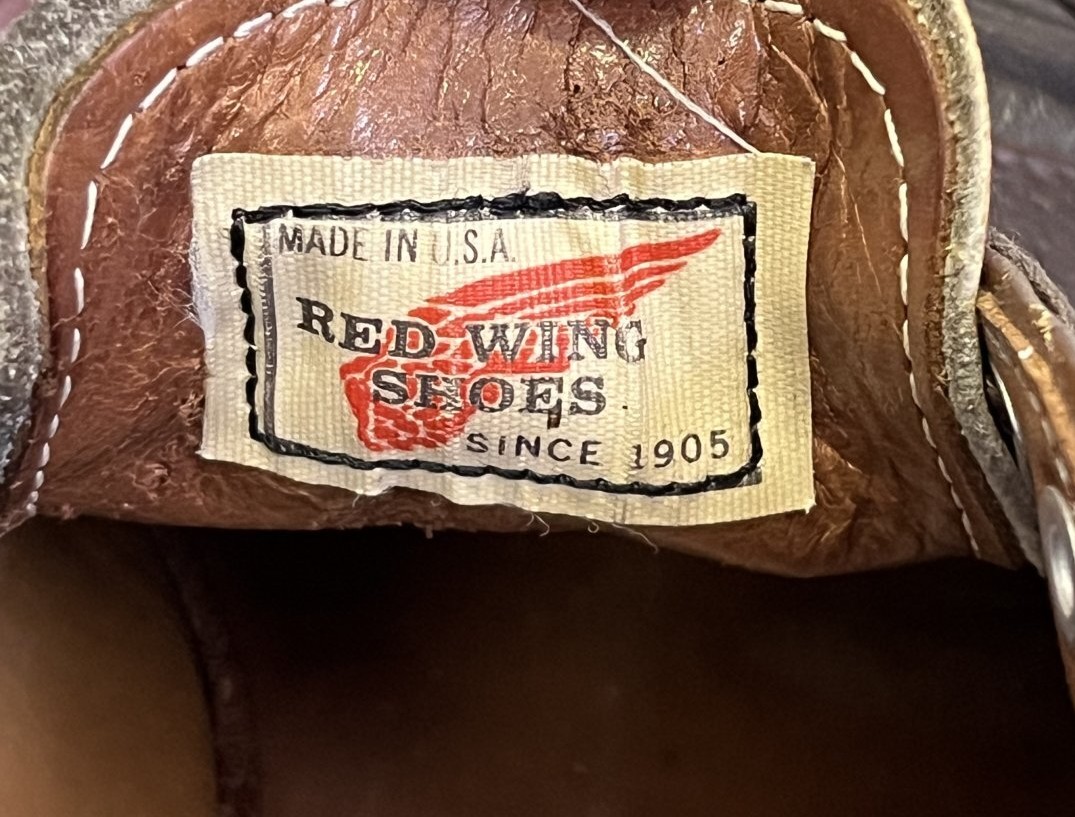 MADE IN U.S.A.
RED WING
SHOES
SINCE 1905